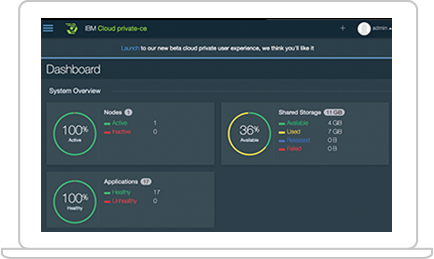 IBM Cloud private-ce
+
admin
Launch to our new beta cloud private user experience, we think you'll like it
Dashboard
System Overview
100%
Active
Nodes 1
Active 1
Inactive 0
36%
Available
Shared Storage 11 GB
Available 4 GB
Used 7 GB
Released 0 B
Failed 0 B
100%
Healthy
Applications 17
Healthy 17
Unhealthy 0